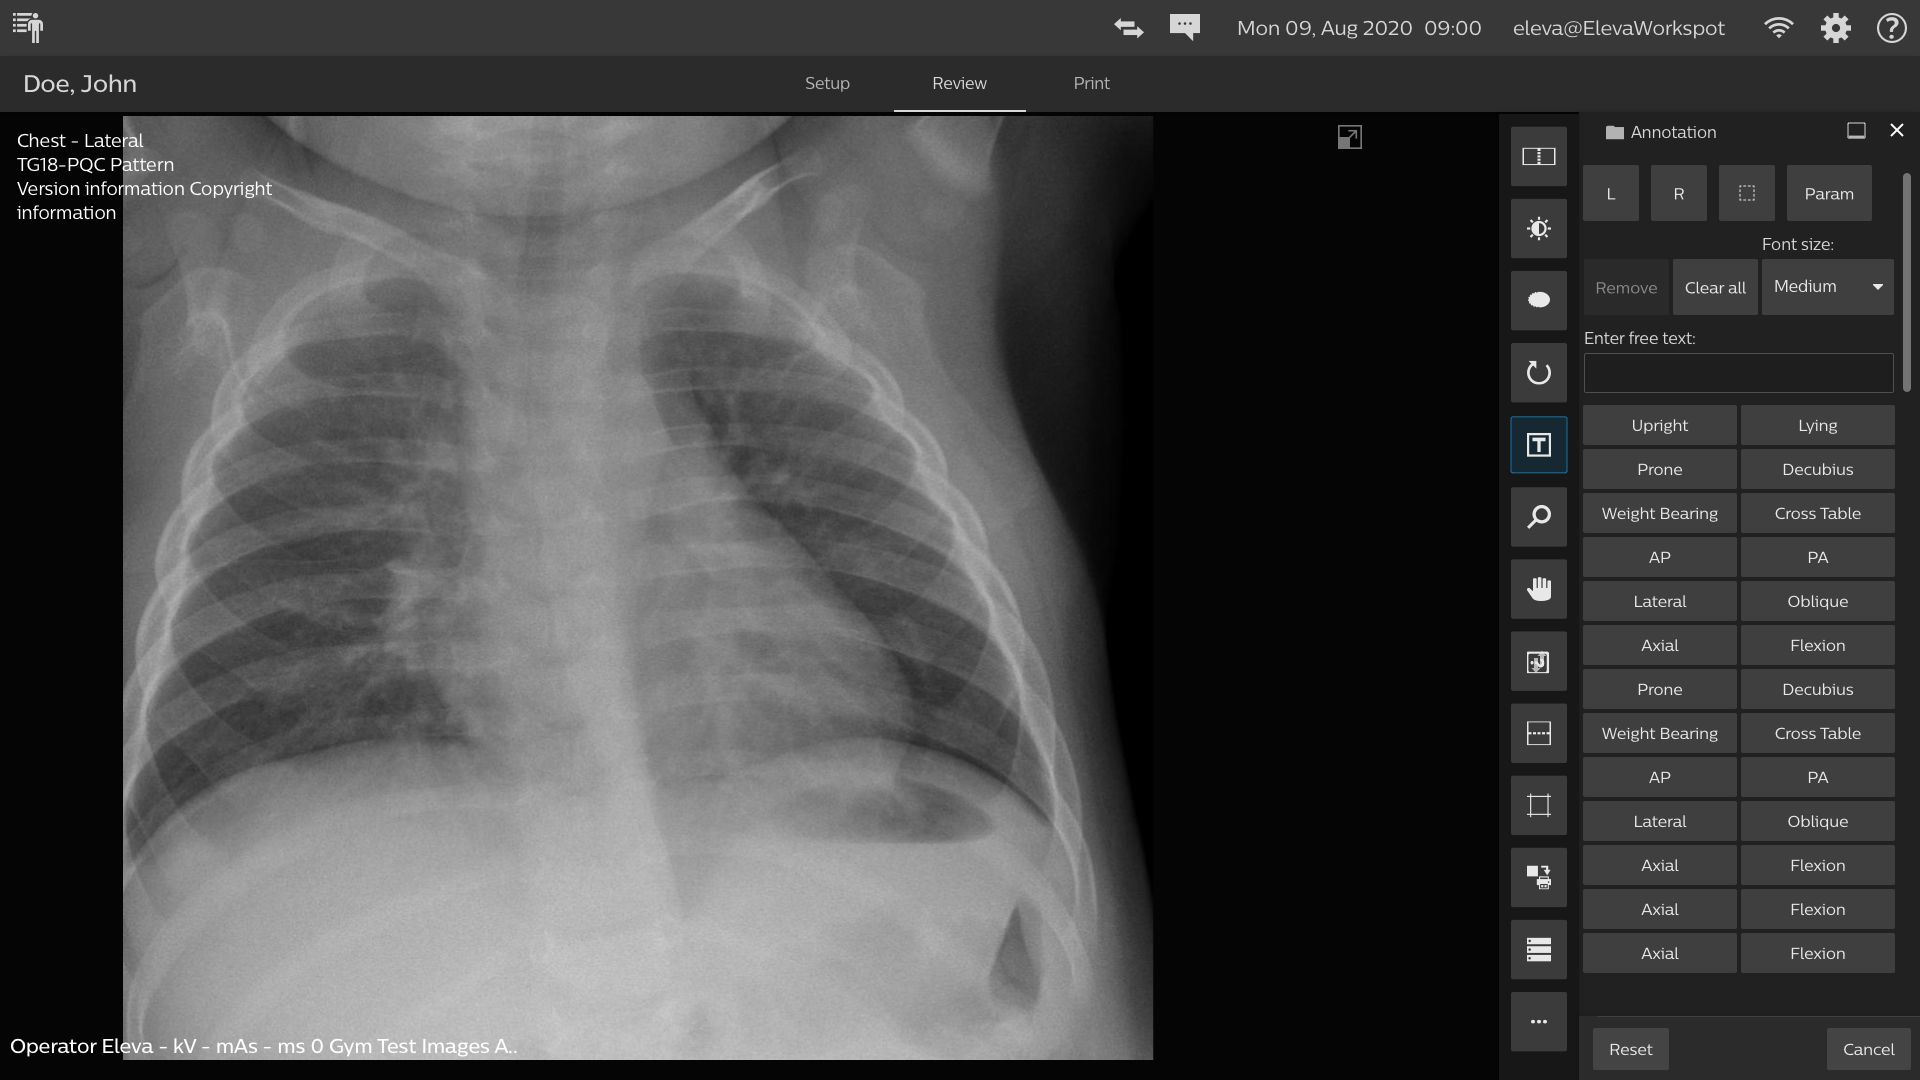 Mon 09, Aug 2020 09:00 eleva@ElevaWorkspot
Doe, John
Setup Review Print
Chest - Lateral
TG18-PQC Pattern
Version information Copyright
information
Operator Eleva - kV - mAs - ms 0 Gym Test Images A..
Annotation
L R Param
Font size:
Remove Clear all Medium
Enter free text:
Upright Lying
Prone Decubius
Weight Bearing Cross Table
AP PA
Lateral Oblique
Axial Flexion
Prone Decubius
Weight Bearing Cross Table
AP PA
Lateral Oblique
Axial Flexion
Axial Flexion
Axial Flexion
Reset Cancel